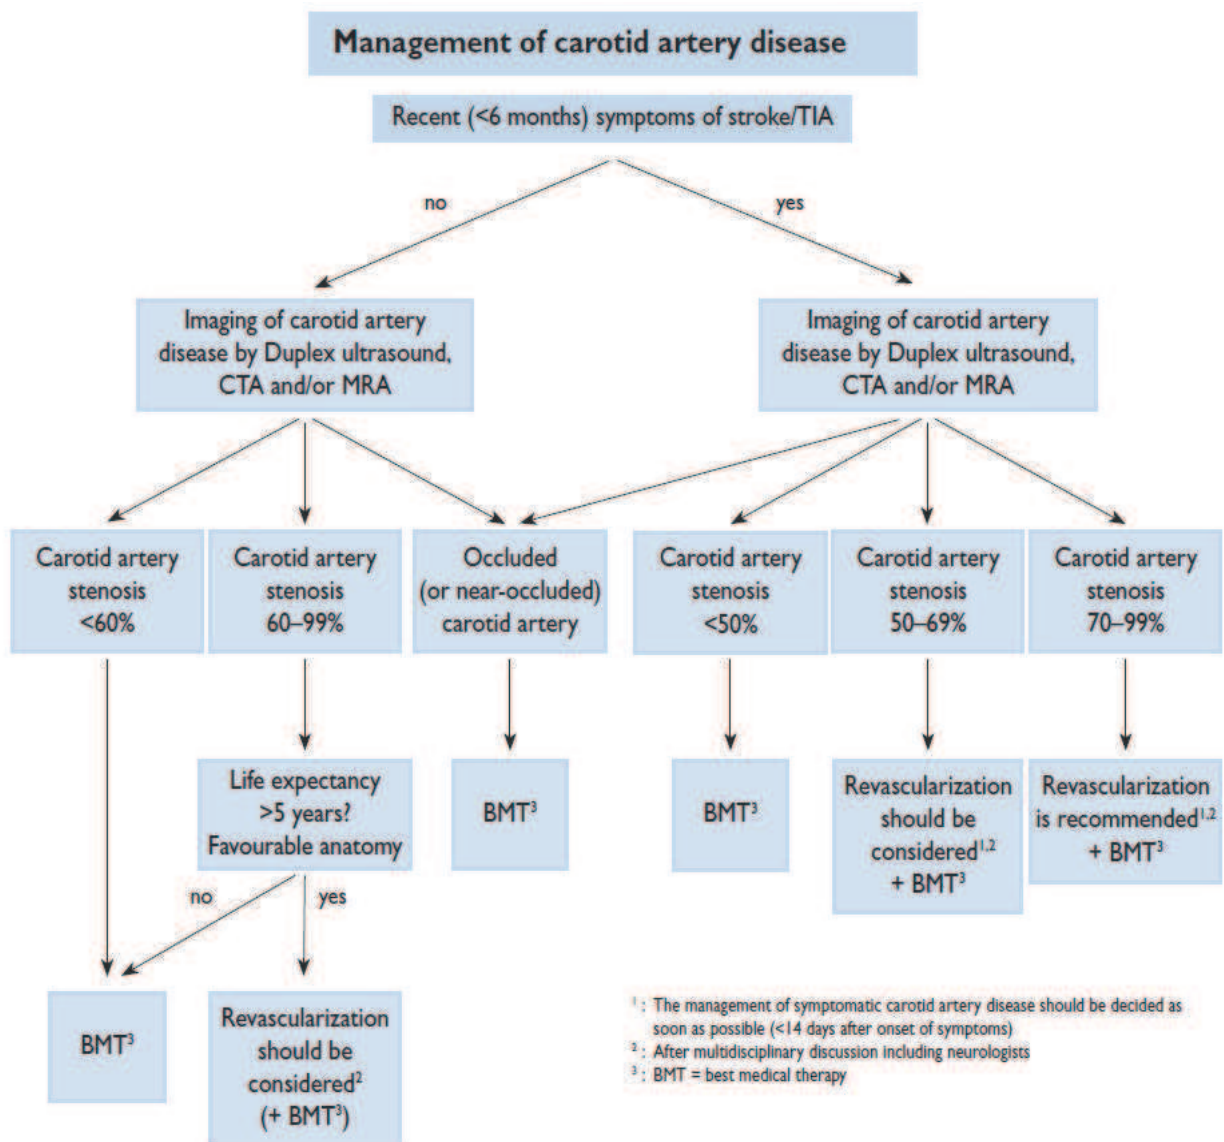 Management of carotid artery disease
Recent (<6 months) symptoms of stroke/TIA
no
yes
Imaging of carotid artery
disease by Duplex ultrasound,
CTA and/or MRA
Imaging of carotid artery
disease by Duplex ultrasound,
CTA and/or MRA
Carotid artery
stenosis
<60%
Carotid artery
stenosis
60–99%
Occluded
(or near-occluded)
carotid artery
Carotid artery
stenosis
<50%
Carotid artery
stenosis
50–69%
Carotid artery
stenosis
70–99%
Life expectancy
>5 years?
Favourable anatomy
BMT³
BMT³
Revascularization
should be
considered¹,²
+ BMT³
Revascularization
is recommended¹,²
+ BMT³
no
yes
BMT³
Revascularization
should be
considered²
(+ BMT³)
¹ : The management of symptomatic carotid artery disease should be decided as
soon as possible (<14 days after onset of symptoms)
² : After multidisciplinary discussion including neurologists
³ : BMT = best medical therapy